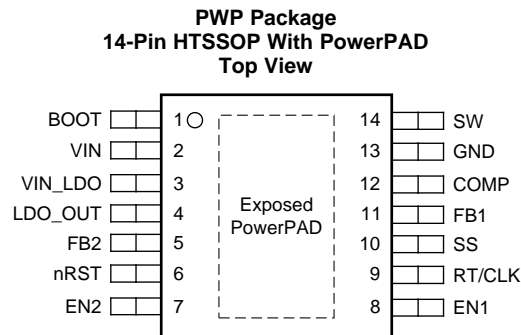 PWP Package
14-Pin HTSSOP With PowerPAD
Top View
BOOT 1 14 SW
VIN 2 13 GND
VIN_LDO 3 12 COMP
LDO_OUT 4 Exposed 11 FB1
FB2 5 PowerPAD 10 SS
nRST 6 9 RT/CLK
EN2 7 8 EN1